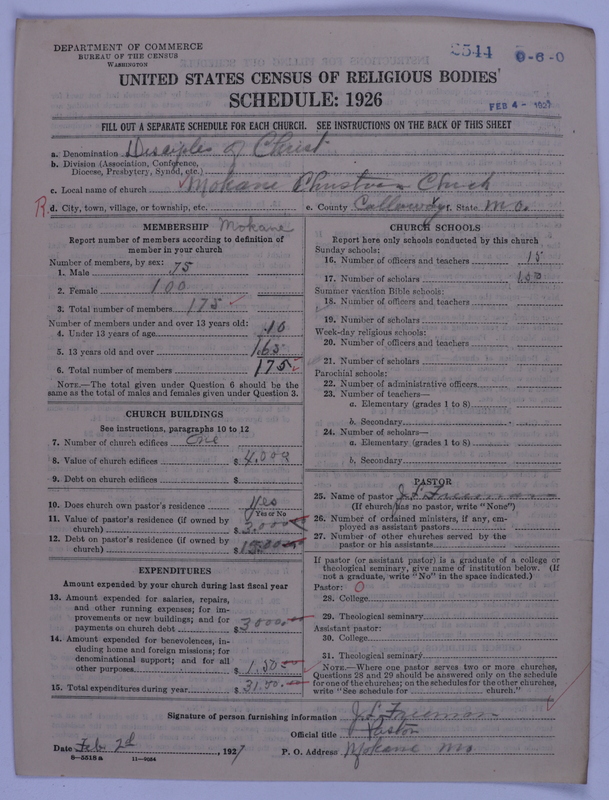 DEPARTMENT OF COMMERCE
BUREAU OF THE CENSUS
WASHINGTON
2544 0-6-0
UNITED STATES CENSUS OF RELIGIOUS BODIES
SCHEDULE: 1926
FEB 4 - 1927
FILL OUT A SEPARATE SCHEDULE FOR EACH CHURCH. SEE INSTRUCTIONS ON THE BACK OF THIS SHEET
a. Denomination Disciples of Christ
b. Division (Association, Conference, Diocese, Presbytery, Synod, etc.)
c. Local name of church Mokane Christian Church
R d. City, town, village, or township, etc. Mokane e. County Calloway f. State Mo.
MEMBERSHIP
Report number of members according to definition of member in your church
Number of members, by sex:
1. Male 75
2. Female 100
3. Total number of members 175
Number of members under and over 13 years old:
4. Under 13 years of age 10
5. 13 years old and over 165
6. Total number of members 175
NOTE.—The total given under Question 6 should be the same as the total of males and females given under Question 3.
CHURCH BUILDINGS
See instructions, paragraphs 10 to 12
7. Number of church edifices One
8. Value of church edifices $ 4,000
9. Debt on church edifices $
10. Does church own pastor's residence yes
Yes or No
11. Value of pastor's residence (if owned by church) $ 3,000
12. Debt on pastor's residence (if owned by church) $ 1500
EXPENDITURES
Amount expended by your church during last fiscal year
13. Amount expended for salaries, repairs, and other running expenses; for improvements or new buildings; and for payments on church debt $ 3000
14. Amount expended for benevolences, including home and foreign missions; for denominational support; and for all other purposes $ 150
15. Total expenditures during year $ 3150
CHURCH SCHOOLS
Report here only schools conducted by this church
Sunday schools:
16. Number of officers and teachers 15
17. Number of scholars 150
Summer vacation Bible schools:
18. Number of officers and teachers
19. Number of scholars
Week-day religious schools:
20. Number of officers and teachers
21. Number of scholars
Parochial schools:
22. Number of administrative officers
23. Number of teachers—
a. Elementary (grades 1 to 8)
b. Secondary
24. Number of scholars—
a. Elementary (grades 1 to 8)
b. Secondary
PASTOR
25. Name of pastor J. L. Freeman
(If church has no pastor, write "None")
26. Number of ordained ministers, if any, employed as assistant pastors
27. Number of other churches served by the pastor or his assistants
If pastor (or assistant pastor) is a graduate of a college or theological seminary, give name of institution below. (If not a graduate, write "No" in the space indicated.)
Pastor: O
28. College
29. Theological seminary
Assistant pastor:
30. College
31. Theological seminary
NOTE.—Where one pastor serves two or more churches, Questions 28 and 29 should be answered only on the schedule for one of the churches; on the schedules for the other churches, write "See schedule for church."
Signature of person furnishing information J. L. Freeman
Official title Pastor
Date Feb 2d, 1927 P. O. Address Mokane Mo
8-5518a 11-9024